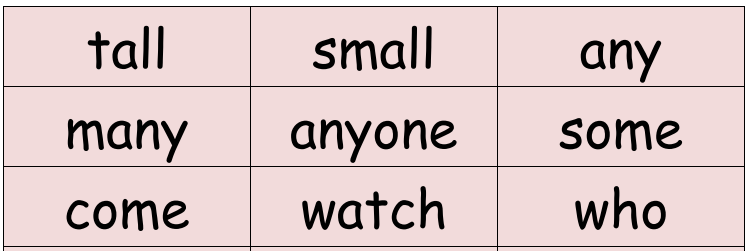 tall small any
many anyone some
come watch who